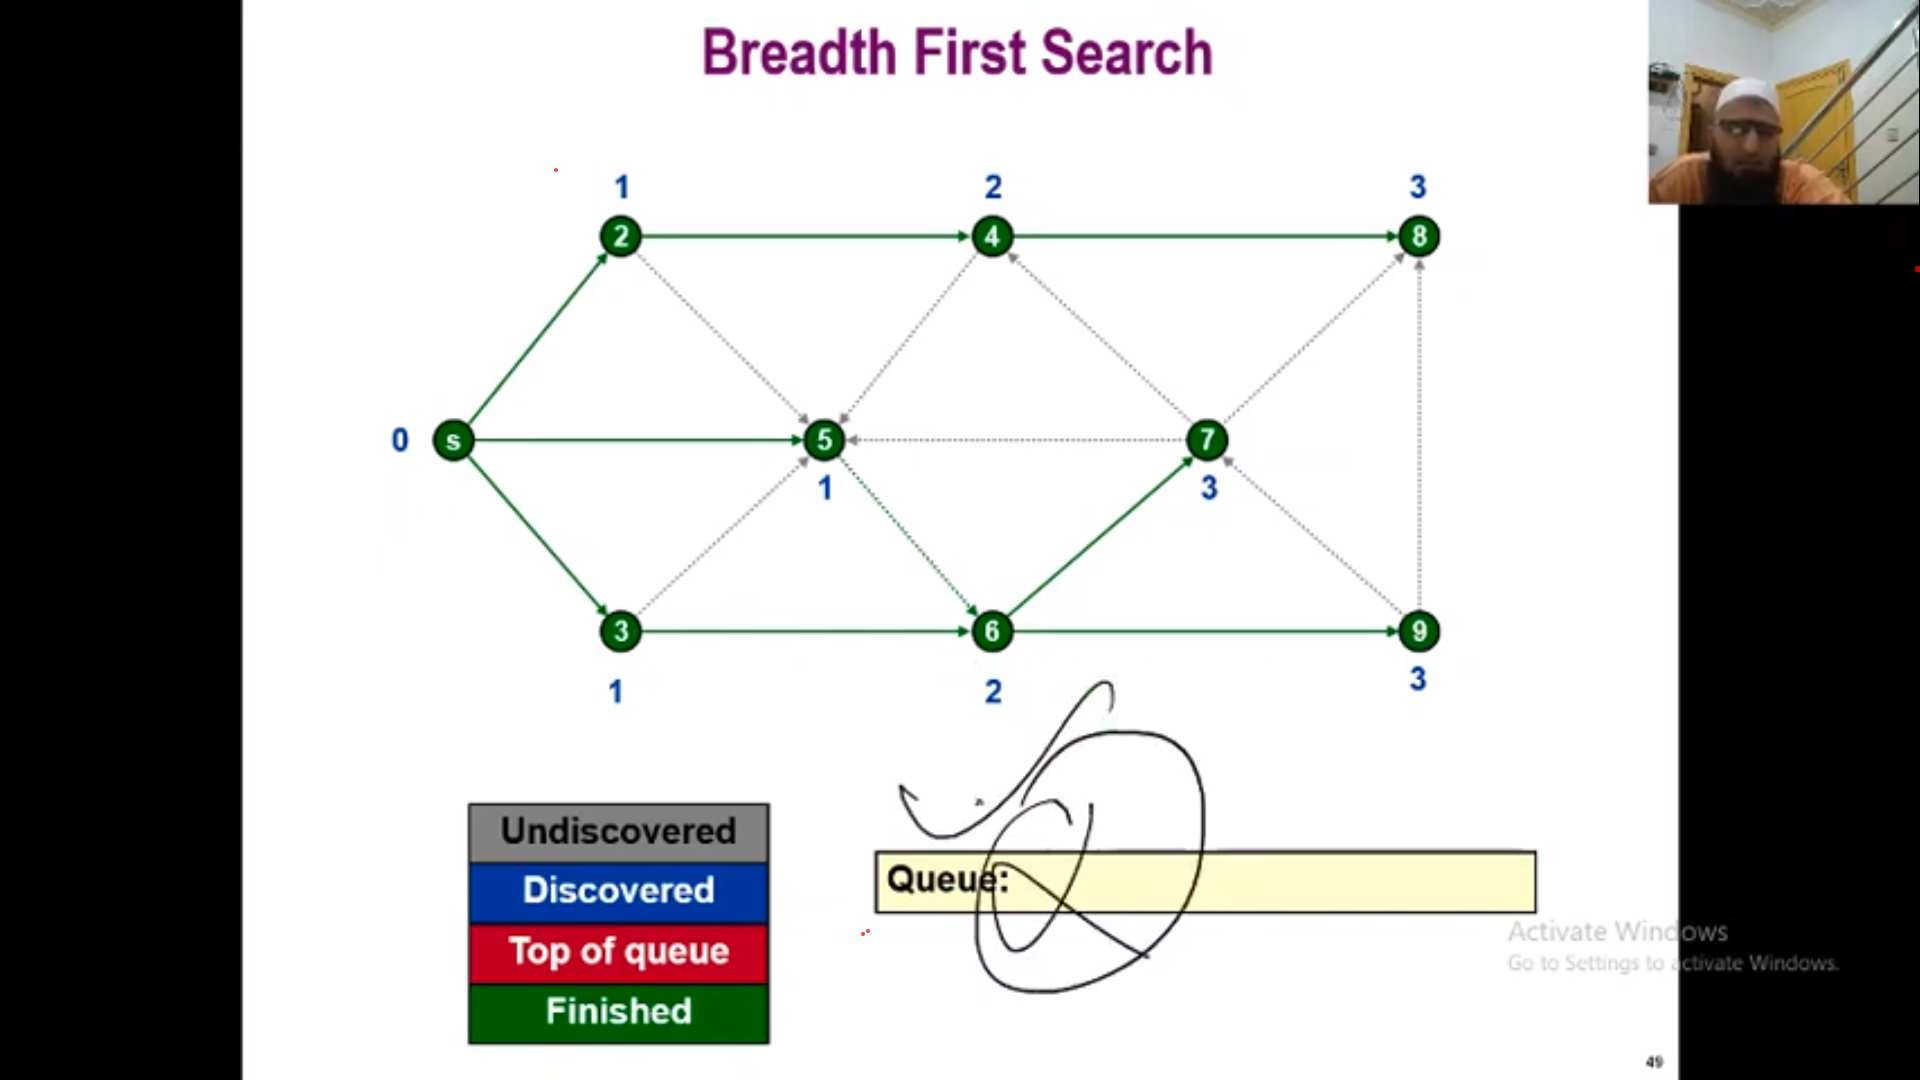 Breadth First Search
1 2 3
2 4 8
0 s 5 7
1 3
3 6 9
1 2 3
Undiscovered
Discovered
Top of queue
Finished
Queue:
Activate Windows
Go to Settings to activate Windows.
49